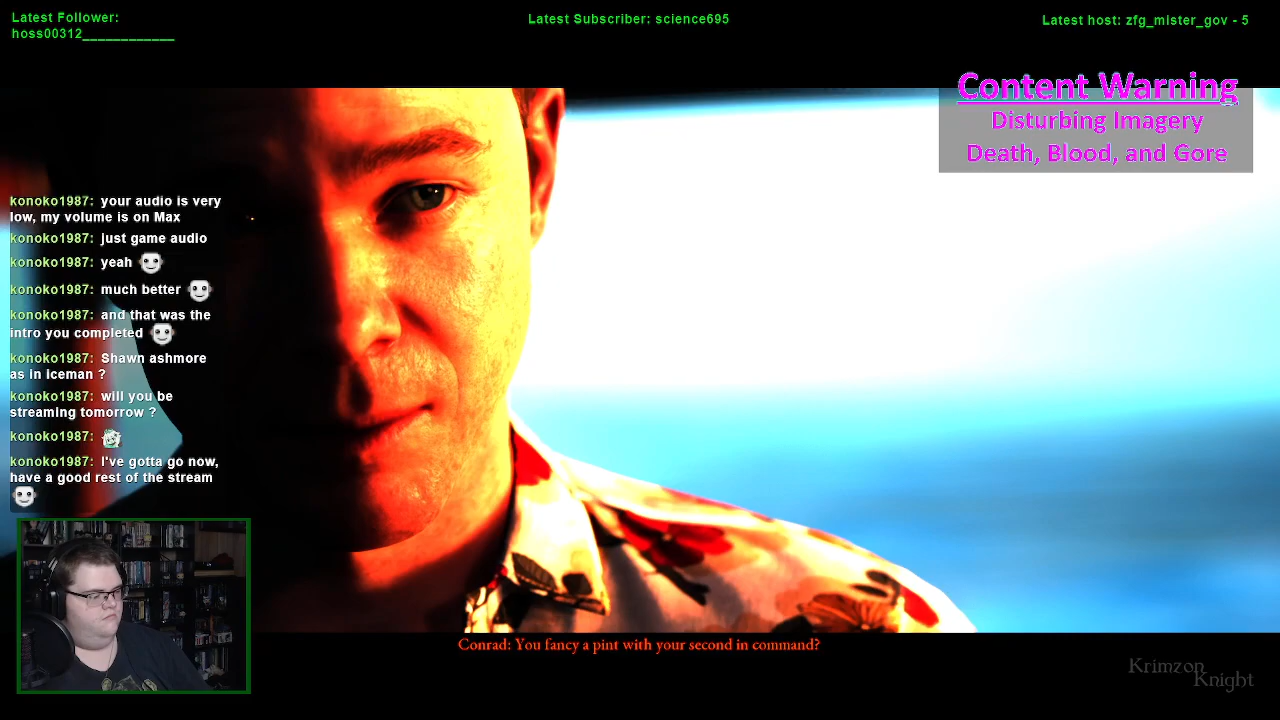 Latest Follower:
hoss00312____________
Latest Subscriber: science695
Latest host: zfg_mister_gov - 5
Content Warning
Disturbing Imagery
Death, Blood, and Gore
konoko1987: your audio is very
low, my volume is on Max
konoko1987: just game audio
konoko1987: yeah
konoko1987: much better
konoko1987: and that was the
intro you completed
konoko1987: Shawn ashmore
as in iceman ?
konoko1987: will you be
streaming tomorrow ?
konoko1987:
konoko1987: I've gotta go now,
have a good rest of the stream
Conrad: You fancy a pint with your second in command?
Krimzon
Knight